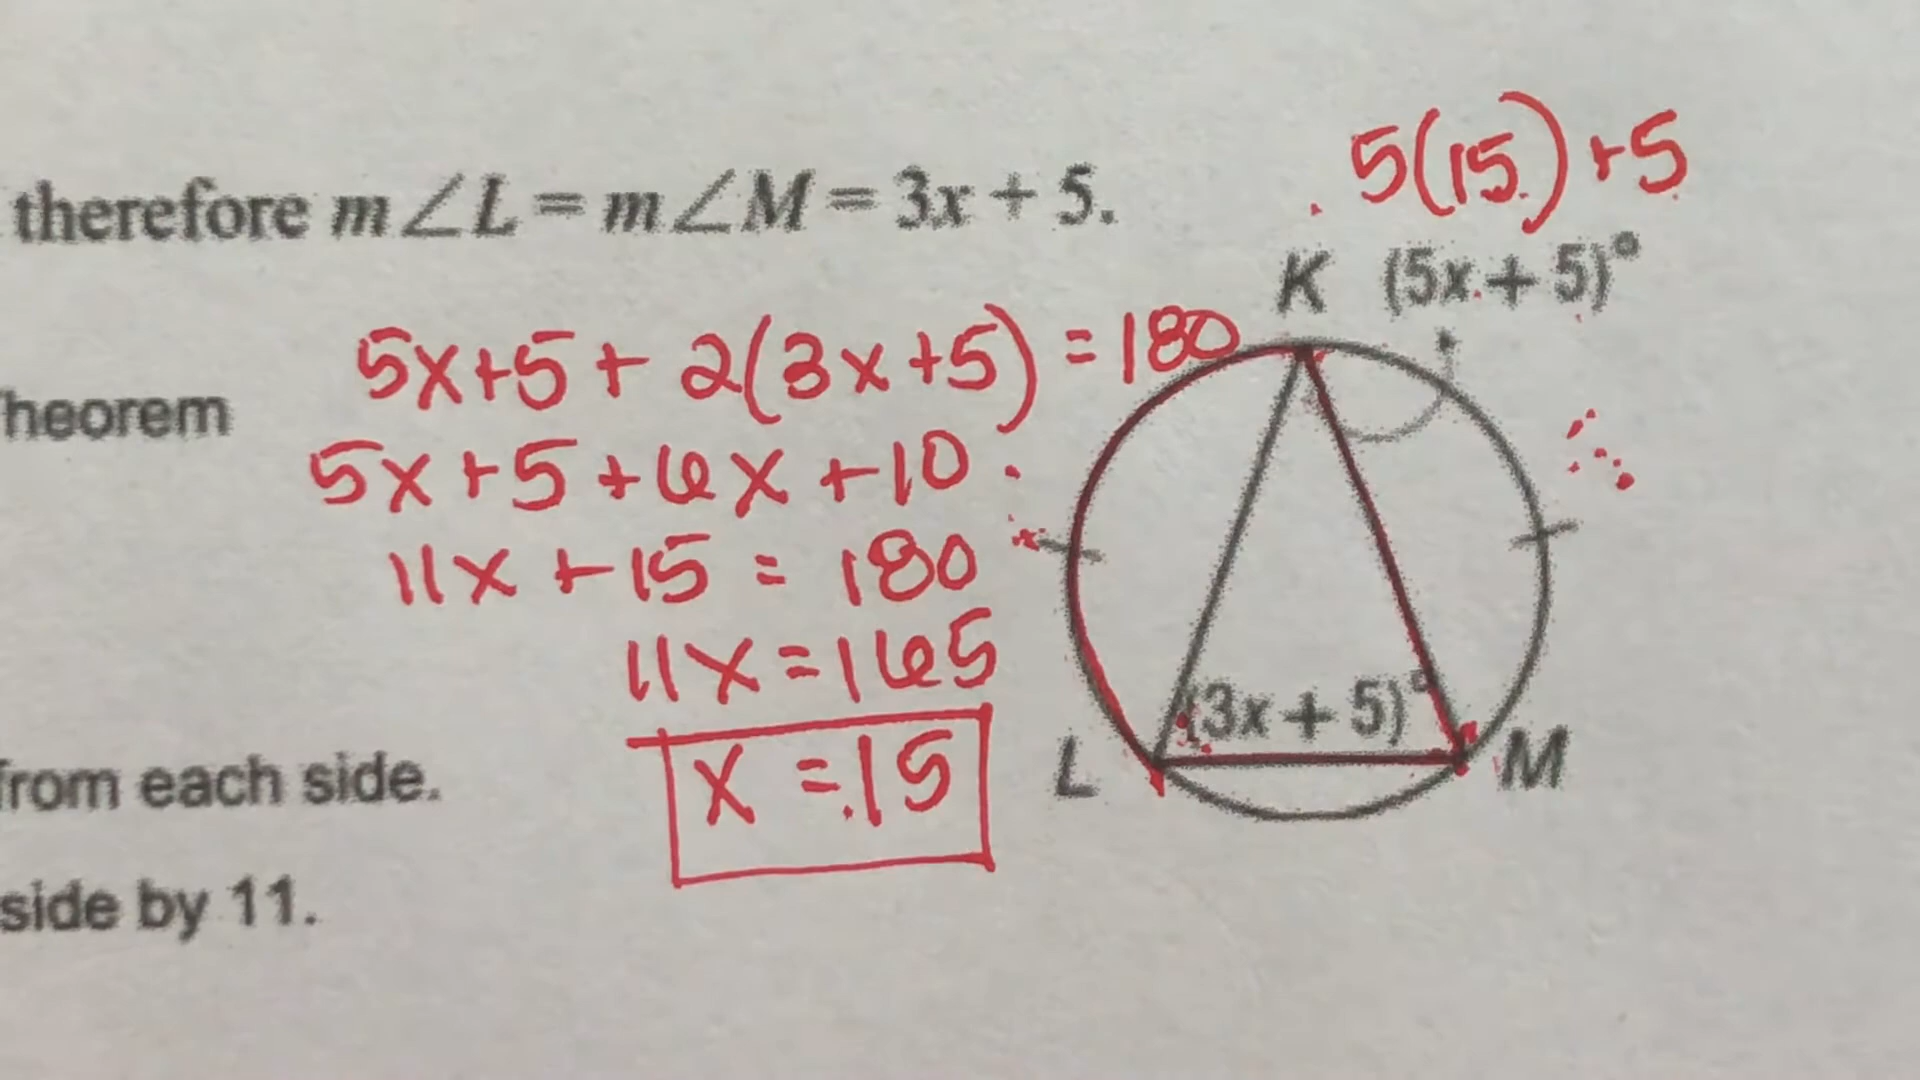 therefore m∠L = m∠M = 3x + 5.
5(15)+5
K (5x + 5)°
5x+5+ 2(3x+5) = 180
heorem
5x+5+6x+10
11x +15 = 180
11x=165
(3x + 5)°
x =15
L
M
from each side.
side by 11.